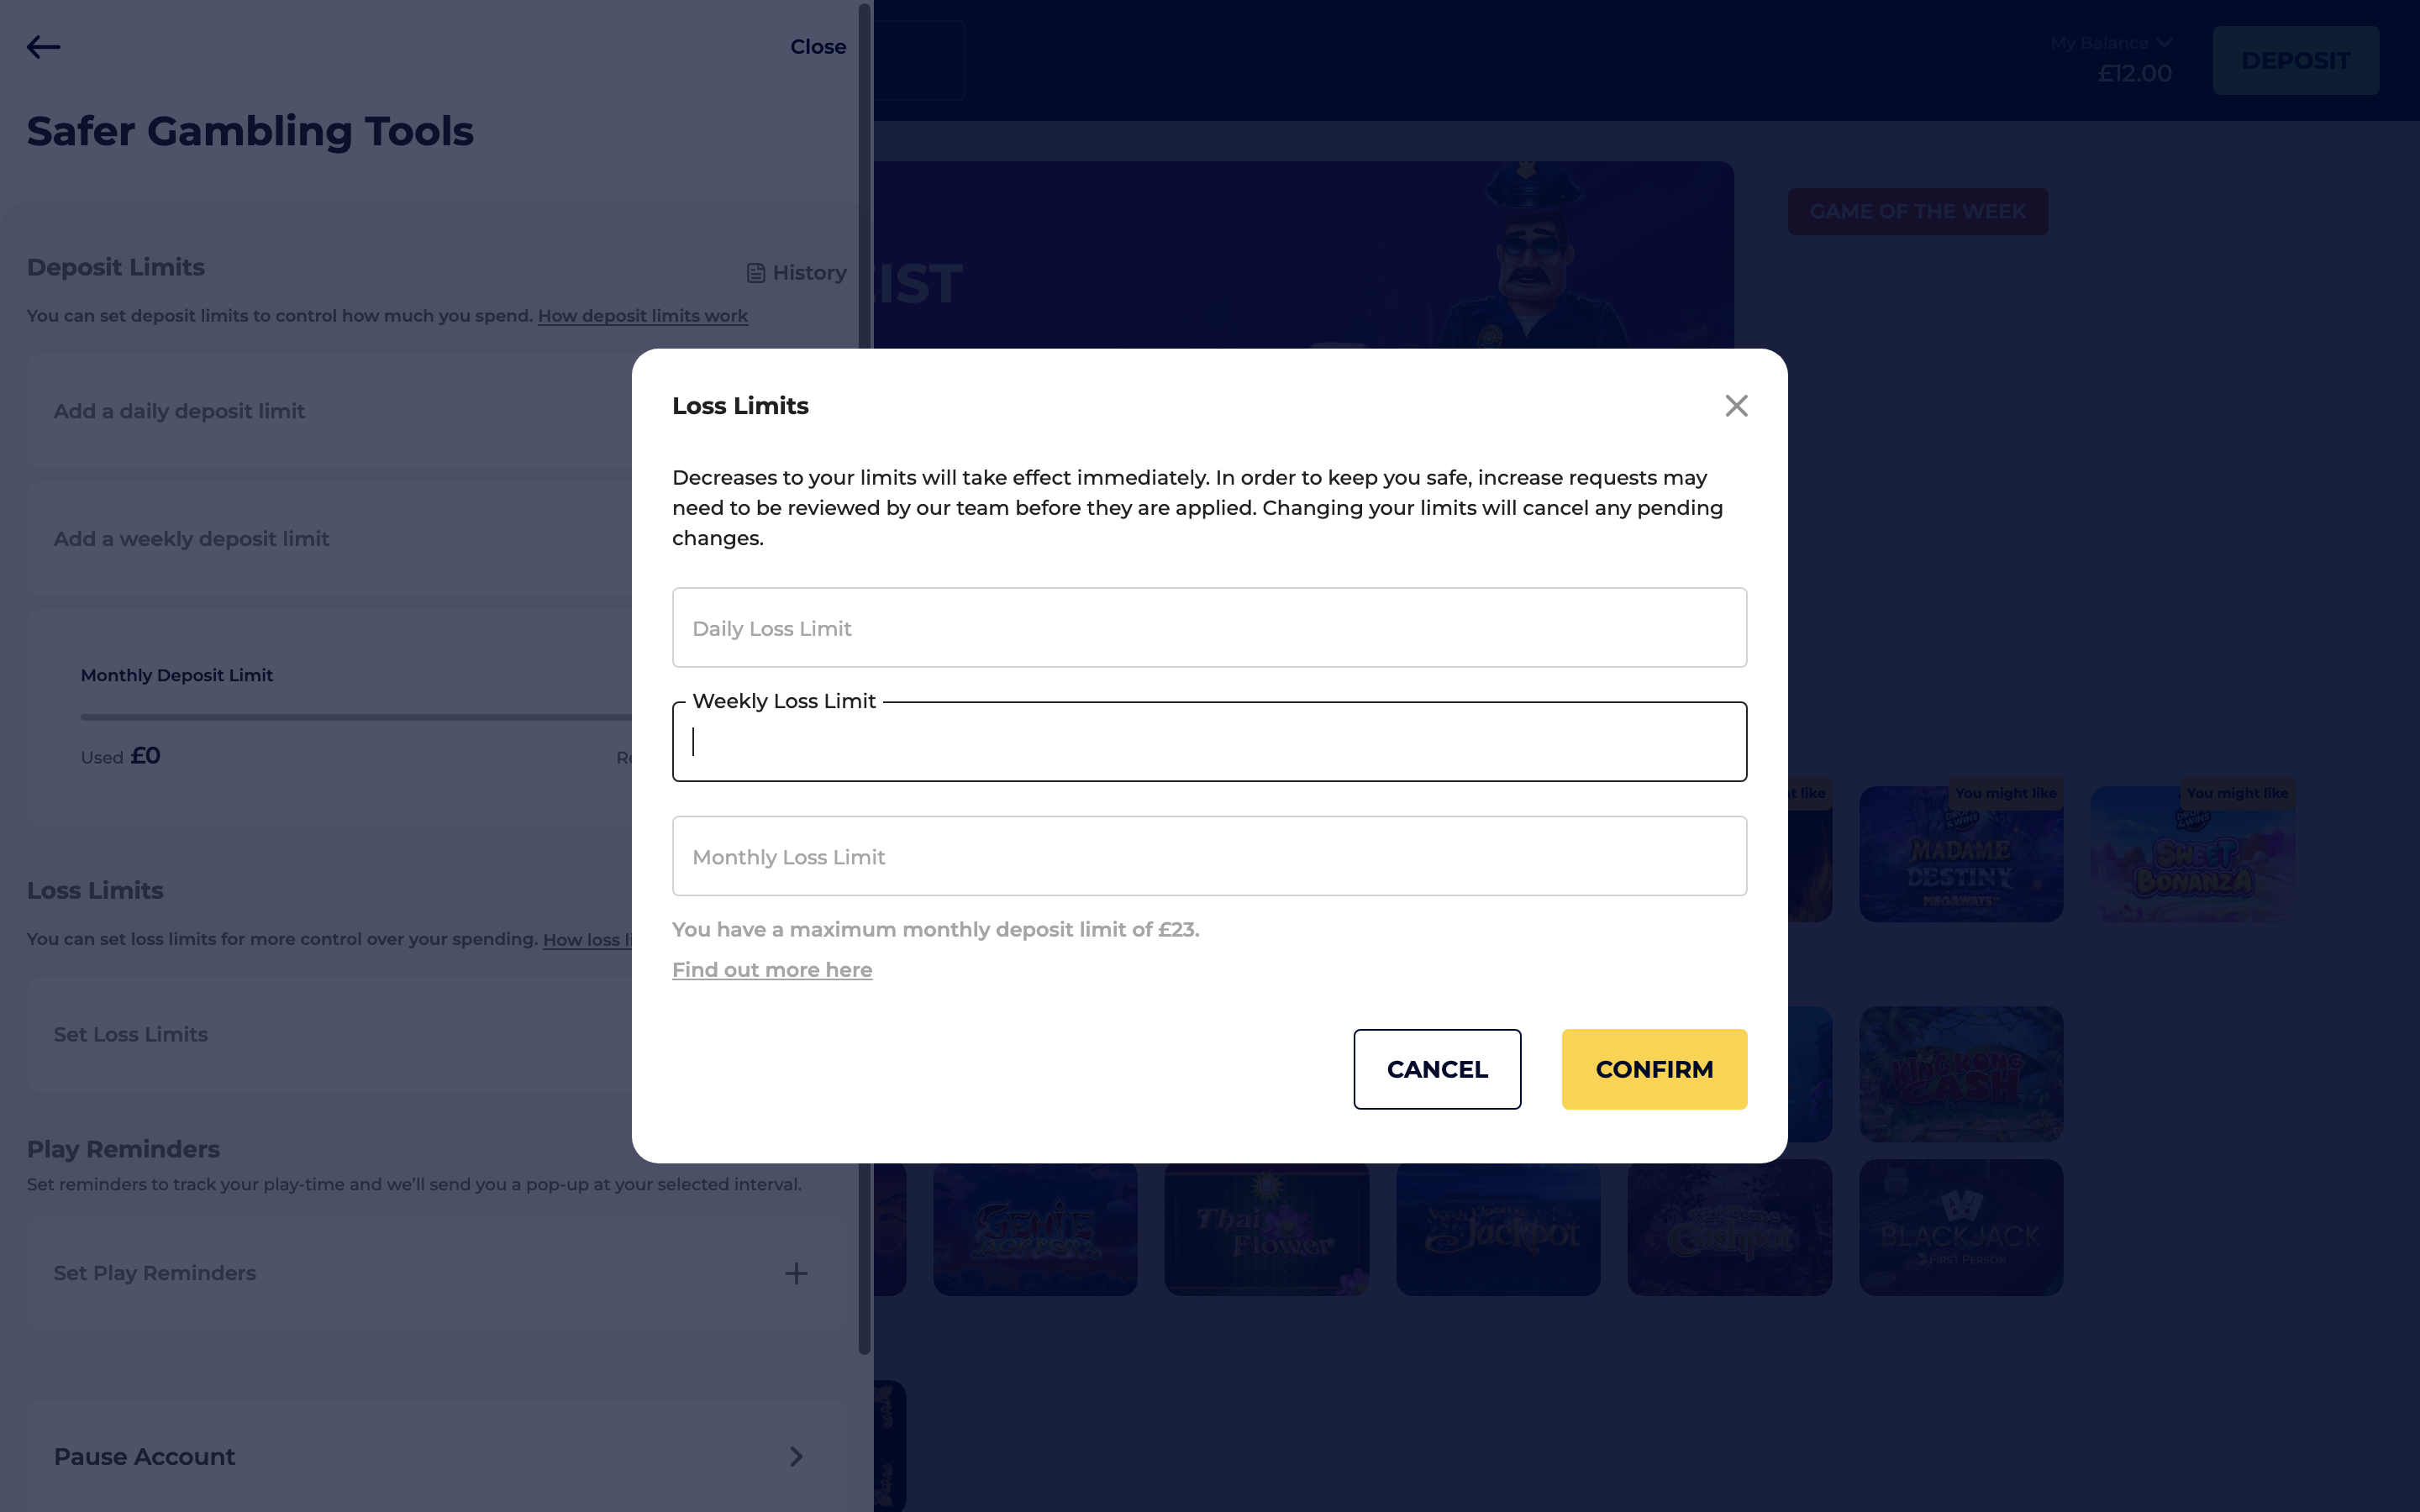 Close
My Balance
£12.00
DEPOSIT
Safer Gambling Tools
GAME OF THE WEEK
Deposit Limits
History
You can set deposit limits to control how much you spend. How deposit limits work
Add a daily deposit limit
Add a weekly deposit limit
Monthly Deposit Limit
Used £0
Loss Limits
You can set loss limits for more control over your spending. How loss
Set Loss Limits
Play Reminders
Set reminders to track your play-time and we'll send you a pop-up at your selected interval.
Set Play Reminders
Pause Account
Loss Limits
Decreases to your limits will take effect immediately. In order to keep you safe, increase requests may
need to be reviewed by our team before they are applied. Changing your limits will cancel any pending
changes.
Daily Loss Limit
Weekly Loss Limit
Monthly Loss Limit
You have a maximum monthly deposit limit of £23.
Find out more here
CANCEL
CONFIRM
like
You might like
You might like
MADAME
DESTINY
MEGAWAYS
SWEET
BONANZA
KING KONG
CASH
GENIE
JACKPOTS
Thai
Flower
Wish Upon a
Jackpot
BLACKJACK
FIRST PERSON